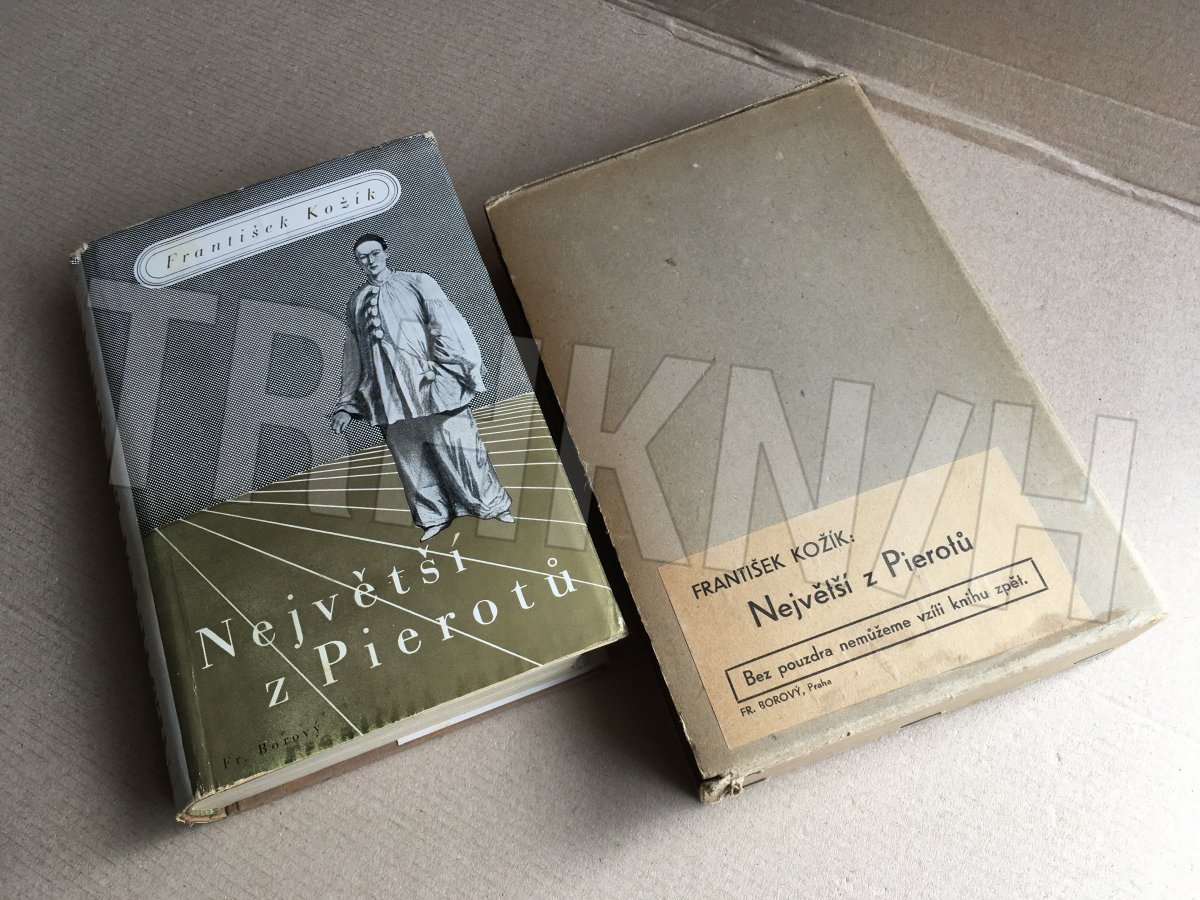 František Kožík
Největší
z Pierotů
Fr. Borový
FRANTIŠEK KOŽÍK:
Největší z Pierotů
Bez pouzdra nemůžeme vzíti knihu zpět.
FR. BOROVÝ, Praha
TRIKNIH